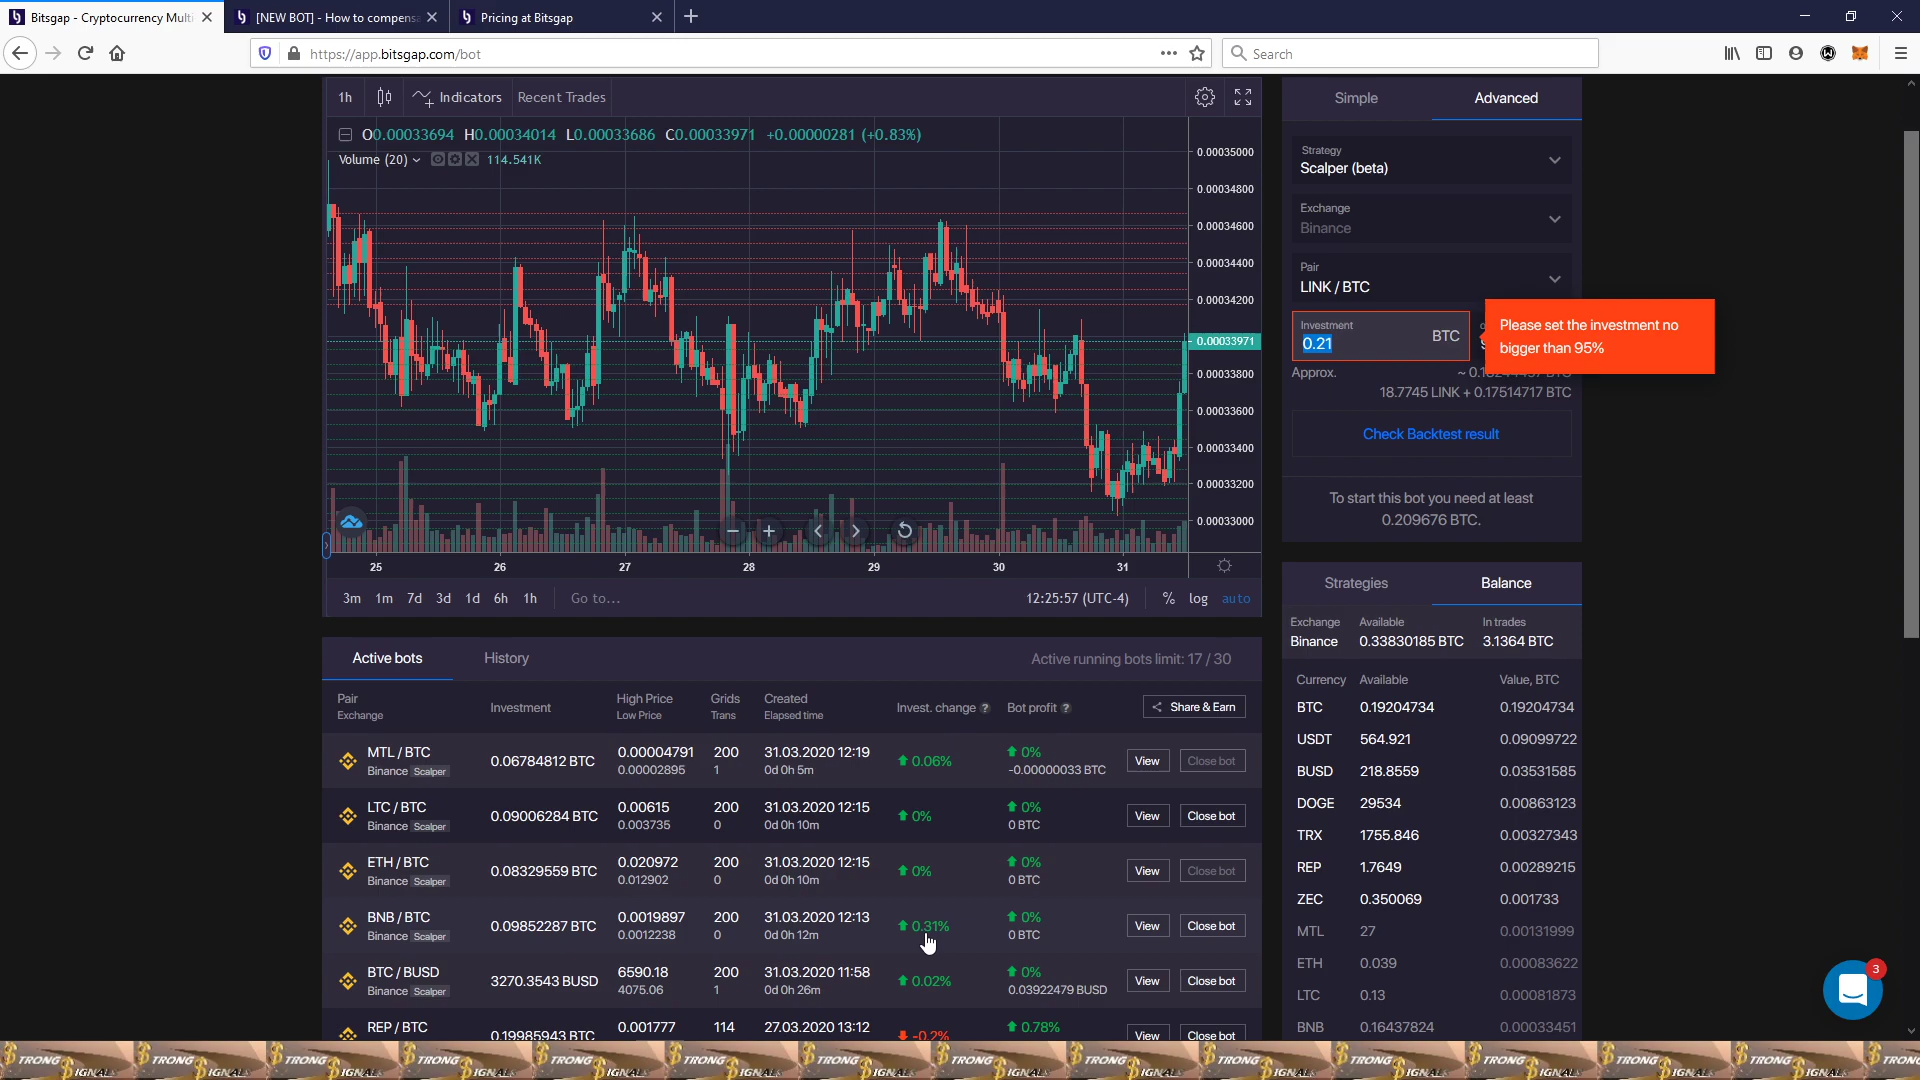 Bitsgap - Cryptocurrency Multi
[NEW BOT] - How to compensa
Pricing at Bitsgap
https://app.bitsgap.com/bot
Search
1h
Indicators
Recent Trades
O0.00033694 H0.00034014 L0.00033686 C0.00033971 +0.00000281 (+0.83%)
Volume (20)
114.541K
0.00035000
0.00034800
0.00034600
0.00034400
0.00034200
0.00033971
0.00033800
0.00033600
0.00033400
0.00033200
0.00033000
25 26 27 28 29 30 31
3m 1m 7d 3d 1d 6h 1h Go to... 12:25:57 (UTC-4) % log auto
Simple Advanced
Strategy
Scalper (beta)
Exchange
Binance
Pair
LINK / BTC
Investment
0.21 BTC
Please set the investment no
bigger than 95%
Approx.
18.7745 LINK + 0.17514717 BTC
Check Backtest result
To start this bot you need at least
0.209676 BTC.
Strategies Balance
Exchange Available In trades
Binance 0.33830185 BTC 3.1364 BTC
Currency Available Value, BTC
BTC 0.19204734 0.19204734
USDT 564.921 0.09099722
BUSD 218.8559 0.03531585
DOGE 29534 0.00863123
TRX 1755.846 0.00327343
REP 1.7649 0.00289215
ZEC 0.350069 0.001733
MTL 27 0.00131999
ETH 0.039 0.00083622
LTC 0.13 0.00081873
BNB 0.16437824 0.00033451
3
Active bots History Active running bots limit: 17 / 30
Pair
Exchange
Investment
High Price
Low Price
Grids
Trans
Created
Elapsed time
Invest. change ?
Bot profit ?
Share & Earn
MTL / BTC
Binance Scalper
0.06784812 BTC
0.00004791
0.00002895
200
1
31.03.2020 12:19
0d 0h 5m
0.06%
0%
-0.00000033 BTC
View
Close bot
LTC / BTC
Binance Scalper
0.09006284 BTC
0.00615
0.003735
200
0
31.03.2020 12:15
0d 0h 10m
0%
0%
0 BTC
View
Close bot
ETH / BTC
Binance Scalper
0.08329559 BTC
0.020972
0.012902
200
0
31.03.2020 12:15
0d 0h 10m
0%
0%
0 BTC
View
Close bot
BNB / BTC
Binance Scalper
0.09852287 BTC
0.0019897
0.0012238
200
0
31.03.2020 12:13
0d 0h 12m
0.31%
0%
0 BTC
View
Close bot
BTC / BUSD
Binance Scalper
3270.3543 BUSD
6590.18
4075.06
200
1
31.03.2020 11:58
0d 0h 26m
0.02%
0%
0.03922479 BUSD
View
Close bot
REP / BTC
0.19985943 BTC
0.001777
114
27.03.2020 13:12
-0.2%
0.78%
View
Close bot